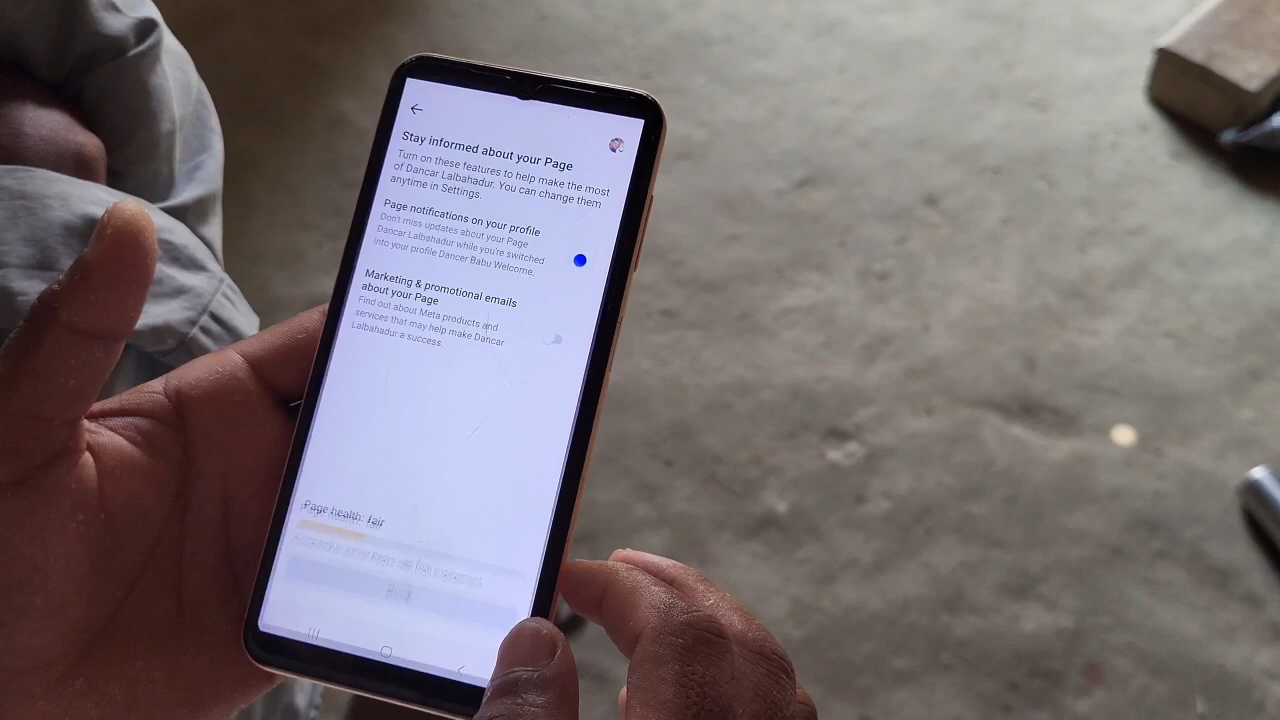 Stay informed about your Page
Turn on these features to help make the most
of Dancar Lalbahadur. You can change them
anytime in Settings.
Page notifications on your profile
Don't miss updates about your Page
Dancar Lalbahadur while you're switched
into your profile Dancer Babu Welcome.
Marketing & promotional emails
about your Page
Find out about Meta products and
services that may help make Dancar
Lalbahadur a success.
Page health: fair